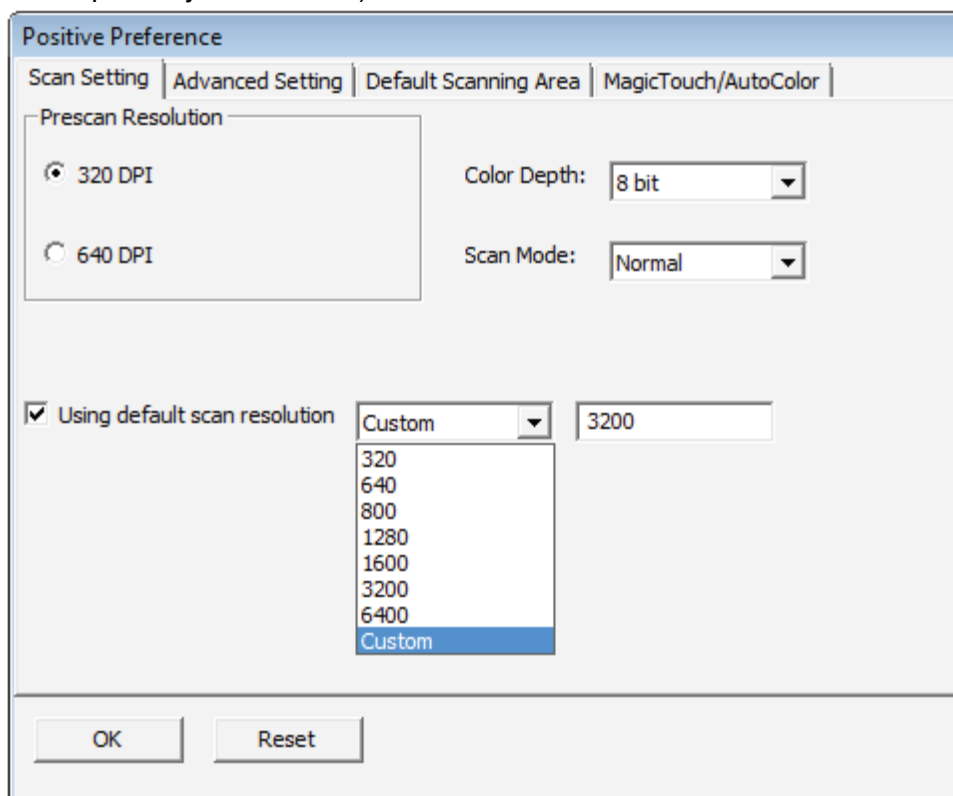 Positive Preference
Scan Setting Advanced Setting Default Scanning Area MagicTouch/AutoColor
Prescan Resolution
320 DPI
Color Depth: 8 bit
640 DPI
Scan Mode: Normal
Using default scan resolution Custom 3200
320
640
800
1280
1600
3200
6400
Custom
OK Reset